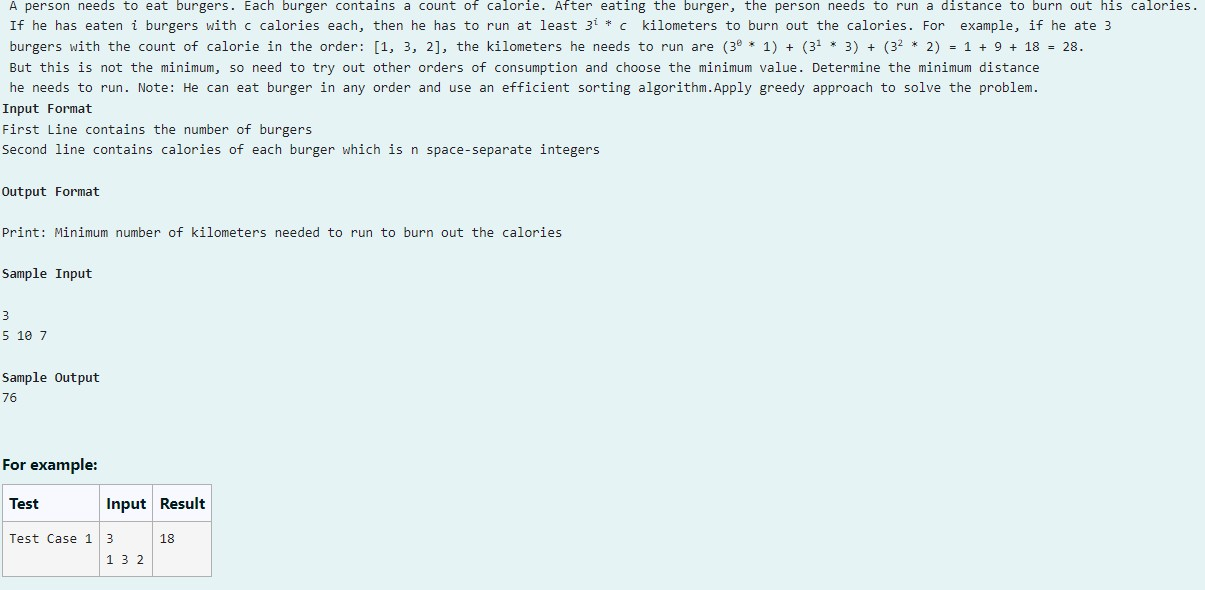 A person needs to eat burgers. Each burger contains a count of calorie. After eating the burger, the person needs to run a distance to burn out his calories.
If he has eaten i burgers with c calories each, then he has to run at least 3ⁱ * c kilometers to burn out the calories. For example, if he ate 3
burgers with the count of calorie in the order: [1, 3, 2], the kilometers he needs to run are (3⁰ * 1) + (3¹ * 3) + (3² * 2) = 1 + 9 + 18 = 28.
But this is not the minimum, so need to try out other orders of consumption and choose the minimum value. Determine the minimum distance
he needs to run. Note: He can eat burger in any order and use an efficient sorting algorithm.Apply greedy approach to solve the problem.
Input Format
First Line contains the number of burgers
Second line contains calories of each burger which is n space-separate integers
Output Format
Print: Minimum number of kilometers needed to run to burn out the calories
Sample Input
3
5 10 7
Sample Output
76
For example:
Test Input Result
Test Case 1 3 18
1 3 2